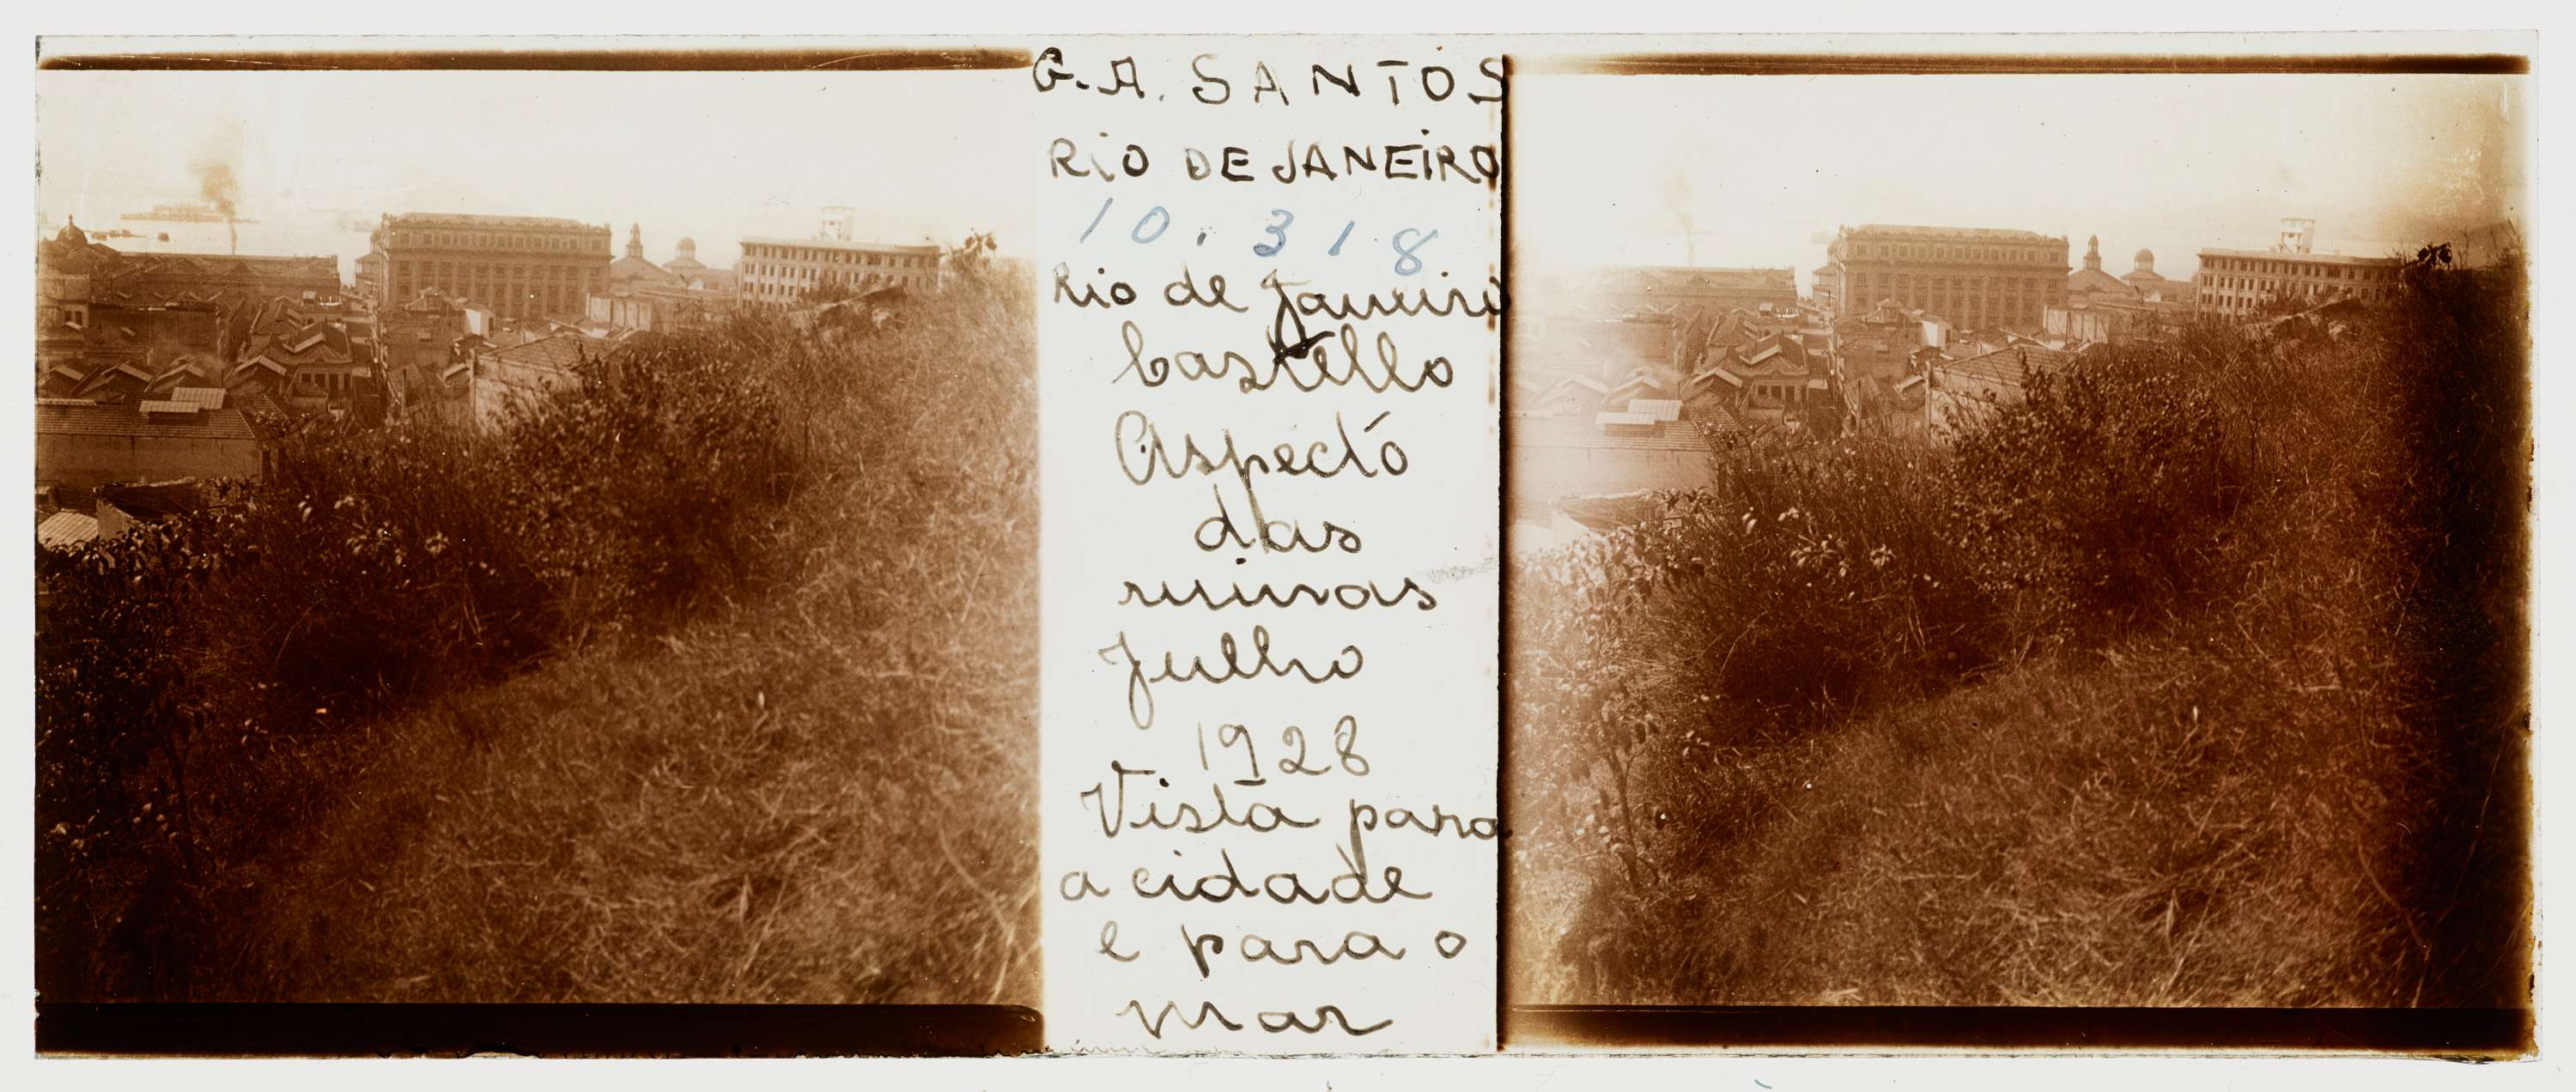 G. A. SANTOS
RIO DE JANEIRO
10.318
Rio de Janeiro
Castello
Aspecto
das
ruinas
Julho
1928
Vista para
a cidade
e para o
mar